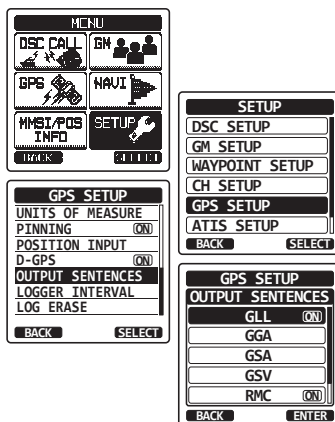 MENU
DSC CALL GM
GPS NAVI
MMSI/POS INFO SETUP
BACK SELECT
SETUP
DSC SETUP
GM SETUP
WAYPOINT SETUP
CH SETUP
GPS SETUP
ATIS SETUP
BACK SELECT
GPS SETUP
UNITS OF MEASURE
PINNING ON
POSITION INPUT
D-GPS ON
OUTPUT SENTENCES
LOGGER INTERVAL
LOG ERASE
BACK SELECT
GPS SETUP
OUTPUT SENTENCES
GLL ON
GGA
GSA
GSV
RMC ON
BACK ENTER